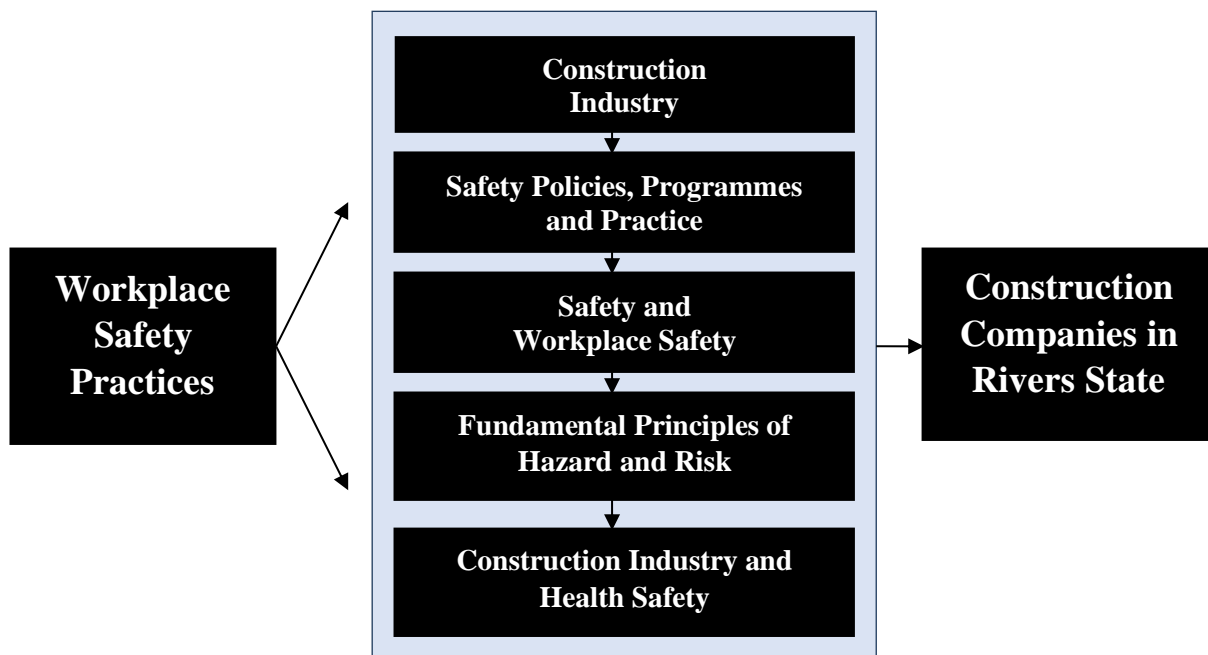 Workplace
Safety
Practices
Construction
Industry
Safety Policies, Programmes
and Practice
Safety and
Workplace Safety
Fundamental Principles of
Hazard and Risk
Construction Industry and
Health Safety
Construction
Companies in
Rivers State